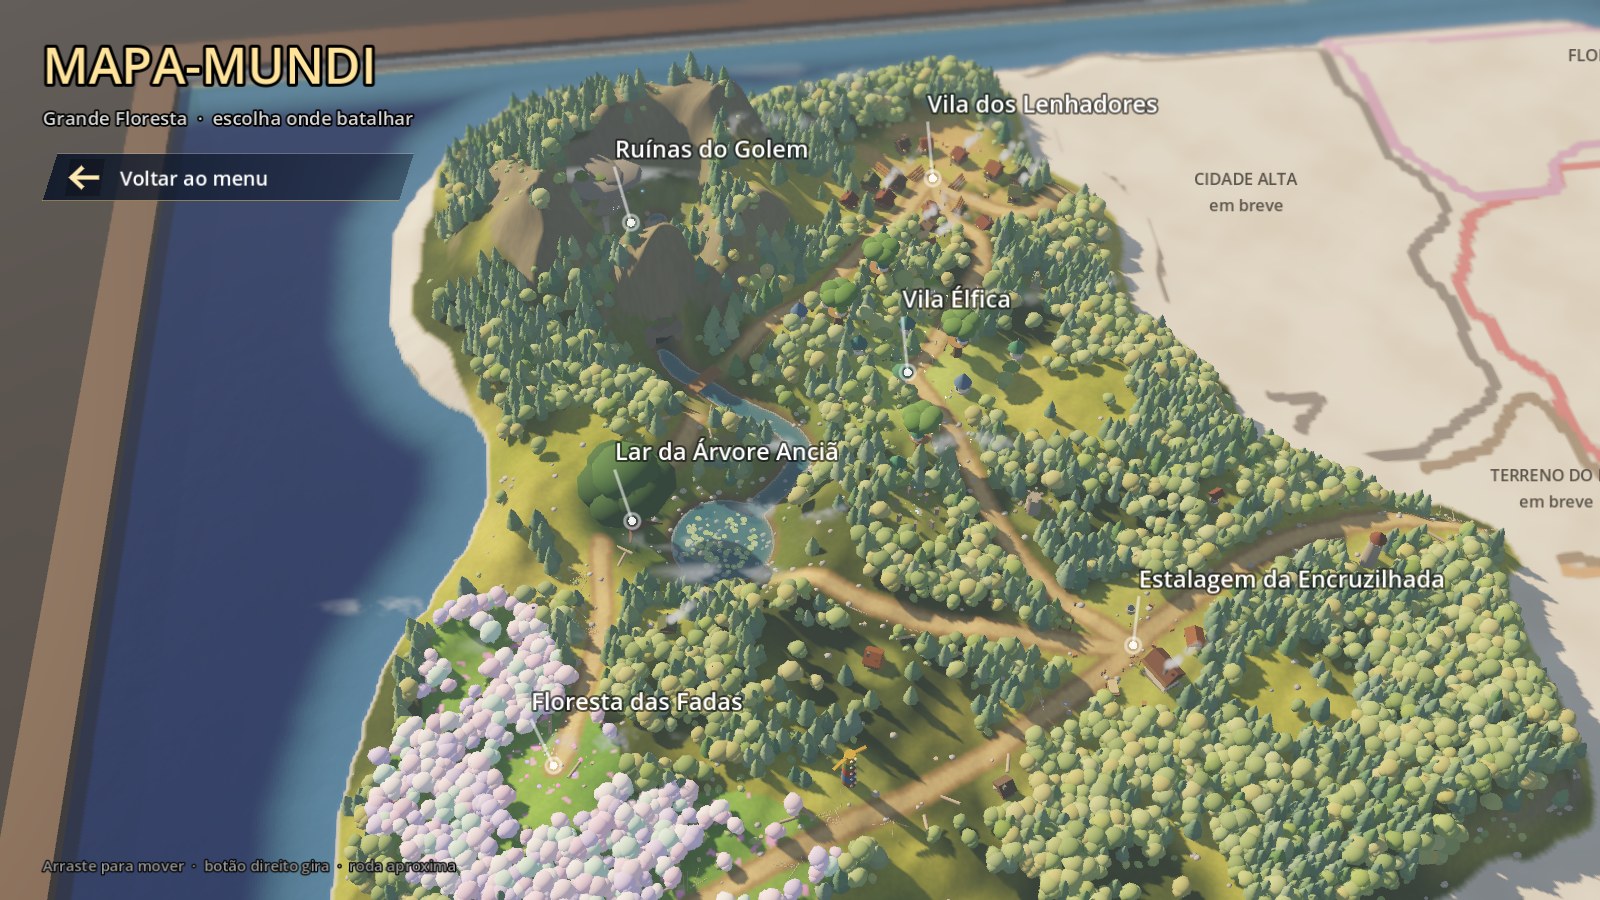 MAPA-MUNDI
Grande Floresta · escolha onde batalhar
Voltar ao menu
Vila dos Lenhadores
Ruínas do Golem
CIDADE ALTA
em breve
Vila Élfica
Lar da Árvore Anciã
TERRENO DO
em breve
Estalagem da Encruzilhada
Floresta das Fadas
Arraste para mover · botão direito gira · roda aproxima